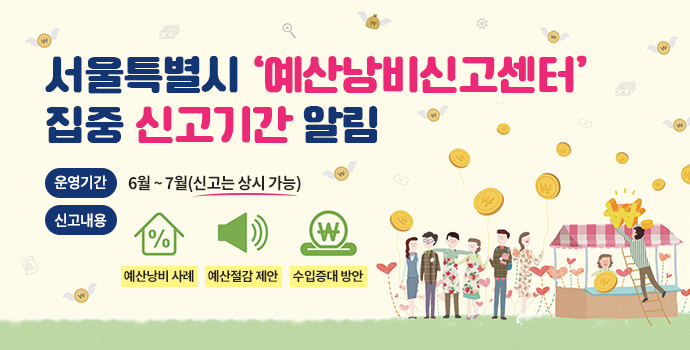 서울특별시 ‘예산낭비신고센터’
집중 신고기간 알림
운영기간 6월 ~ 7월(신고는 상시 가능)
신고내용
%
₩
예산낭비 사례 예산절감 제안 수입증대 방안
₩